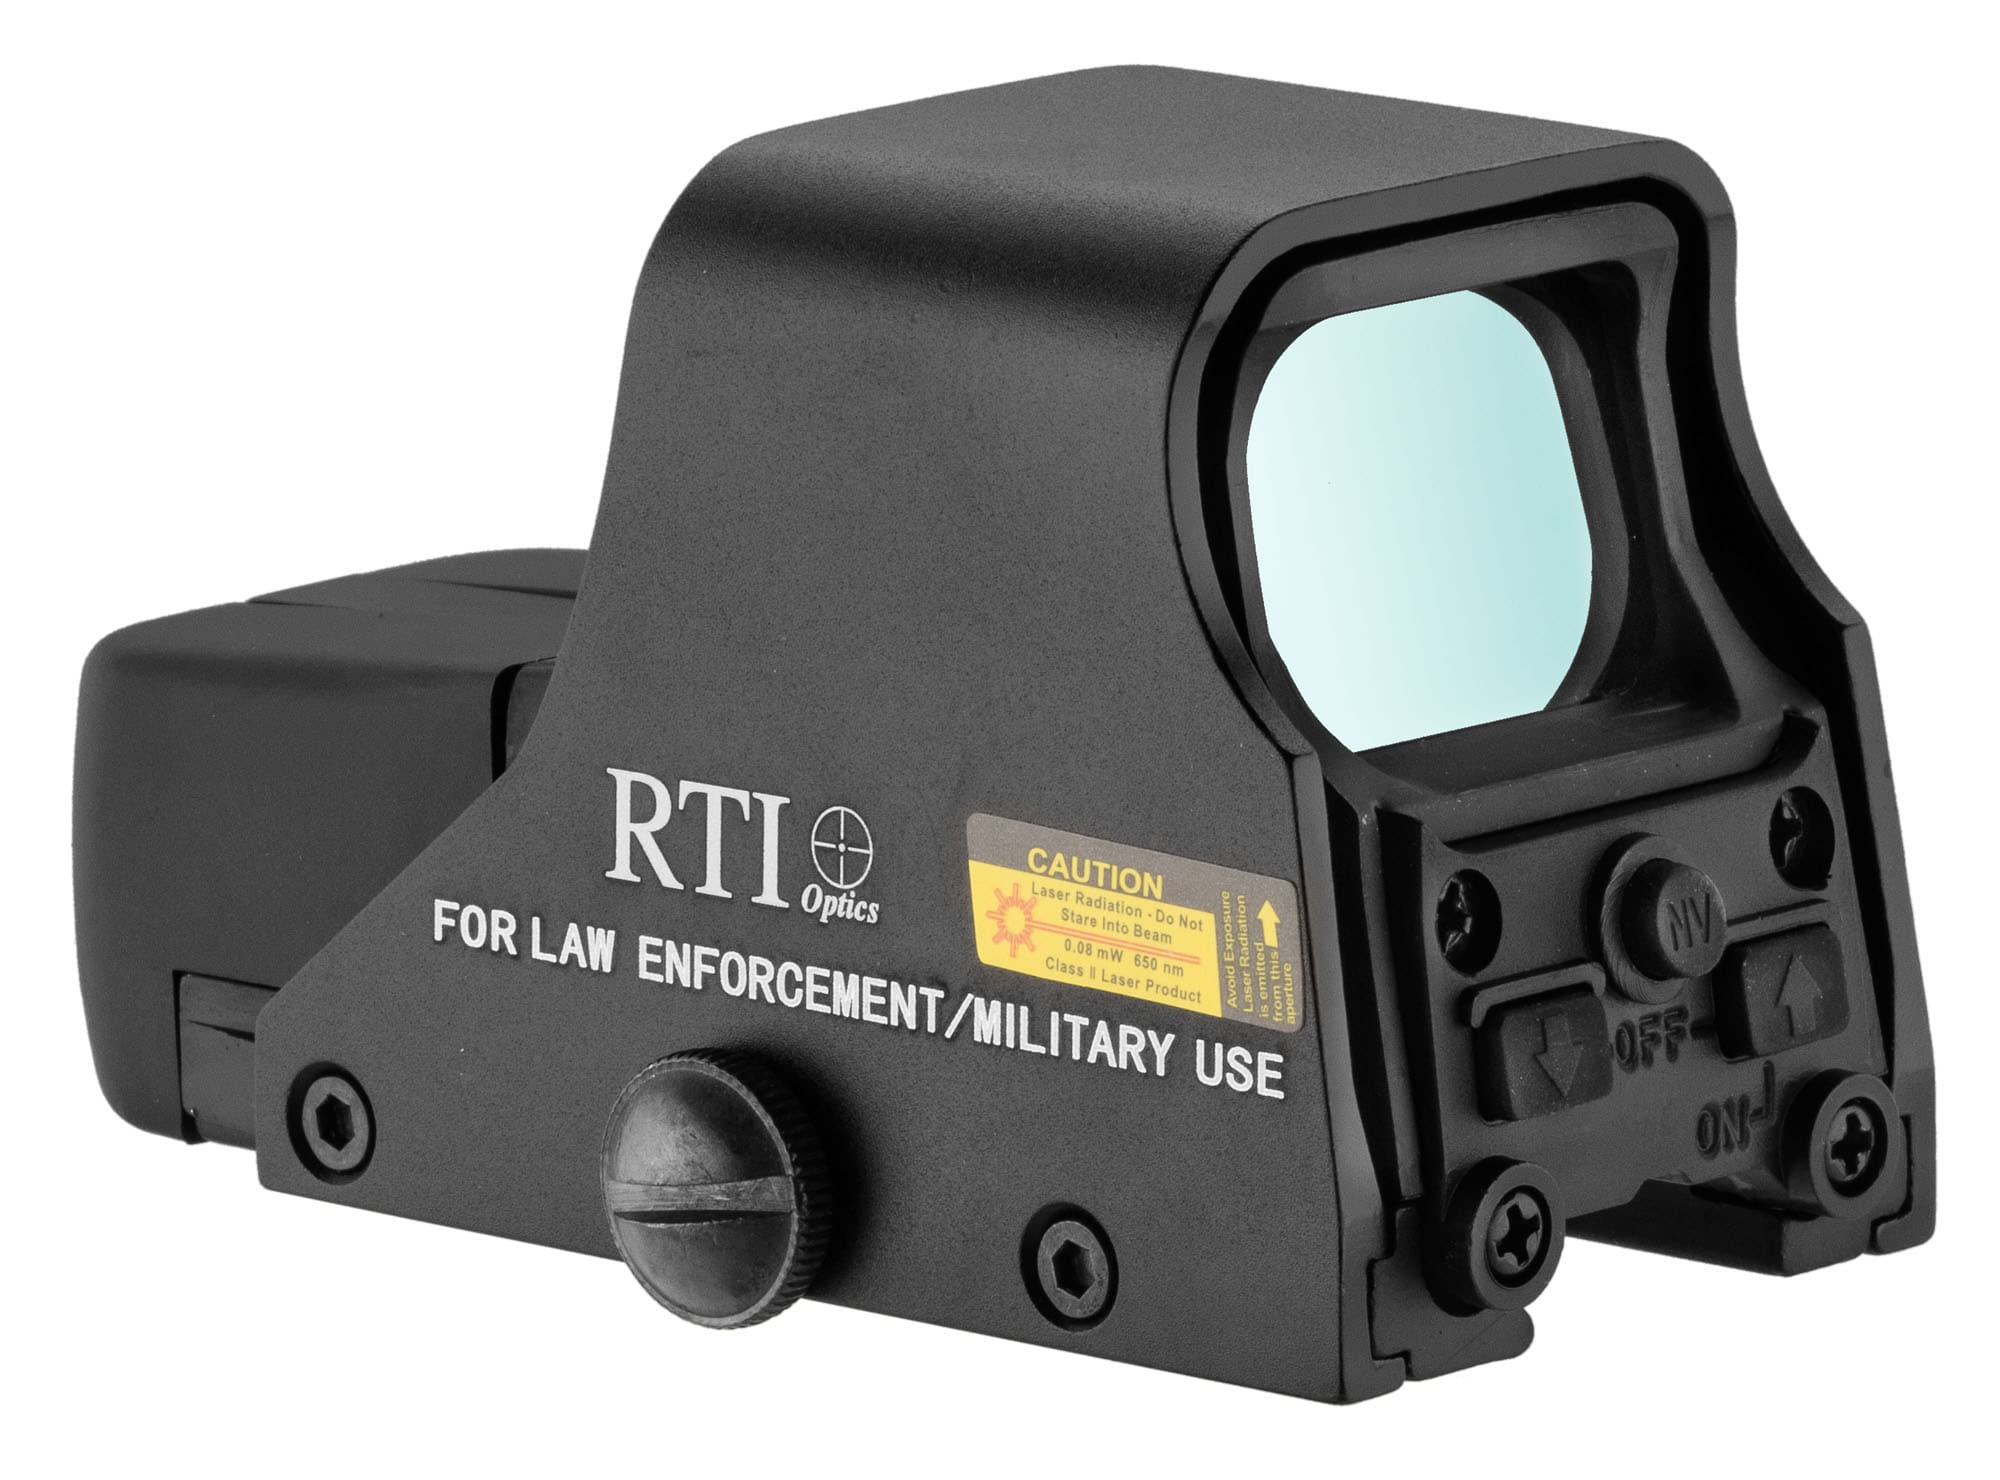 RTI
Optics
FOR LAW ENFORCEMENT/MILITARY USE
CAUTION
Laser Radiation - Do Not
Stare Into Beam
0.08 mW 650 nm
Class II Laser Product
Avoid Exposure
Laser Radiation
is emitted
from this
aperture
NV
OFF
ON